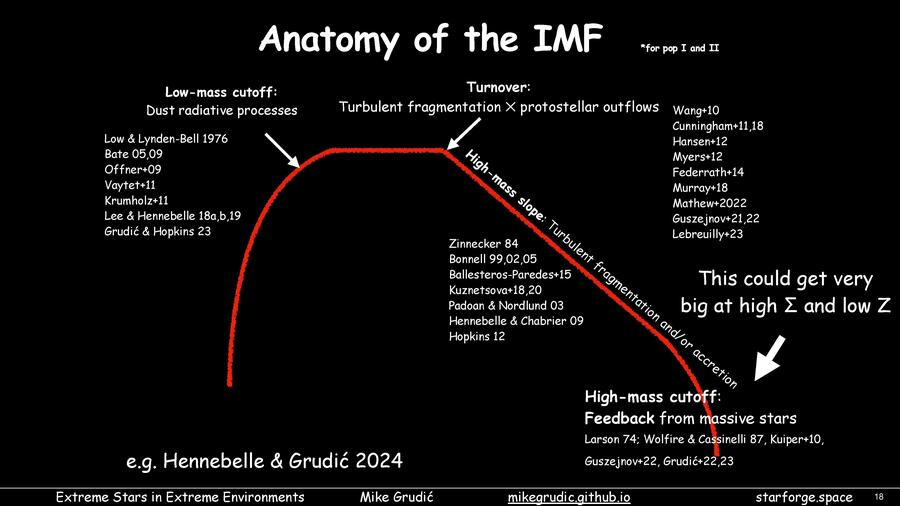 Anatomy of the IMF
*for pop I and II
Low-mass cutoff:
Dust radiative processes
Low & Lynden-Bell 1976
Bate 05,09
Offner+09
Vaytet+11
Krumholz+11
Lee & Hennebelle 18a,b,19
Grudić & Hopkins 23
Turnover:
Turbulent fragmentation × protostellar outflows
Wang+10
Cunningham+11,18
Hansen+12
Myers+12
Federrath+14
Murray+18
Mathew+2022
Guszejnov+21,22
Lebreuilly+23
High-mass slope: Turbulent fragmentation and/or accretion
Zinnecker 84
Bonnell 99,02,05
Ballesteros-Paredes+15
Kuznetsova+18,20
Padoan & Nordlund 03
Hennebelle & Chabrier 09
Hopkins 12
This could get very
big at high Σ and low Z
High-mass cutoff:
Feedback from massive stars
Larson 74; Wolfire & Cassinelli 87, Kuiper+10,
Guszejnov+22, Grudić+22,23
e.g. Hennebelle & Grudić 2024
Extreme Stars in Extreme Environments
Mike Grudić
mikegrudic.github.io
starforge.space
18